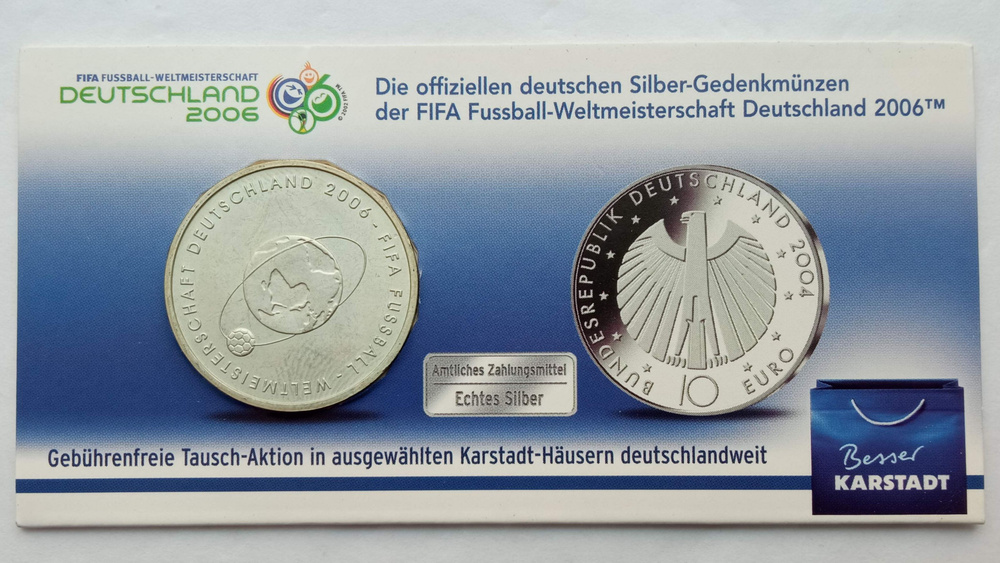 FIFA FUSSBALL-WELTMEISTERSCHAFT
DEUTSCHLAND
2006
Die offiziellen deutschen Silber-Gedenkmünzen
der FIFA Fussball-Weltmeisterschaft Deutschland 2006™
WELTMEISTERSCHAFT DEUTSCHLAND 2006 - FIFA FUSSBALL -
BUNDESREPUBLIK DEUTSCHLAND 2004
10 EURO
Amtliches Zahlungsmittel
Echtes Silber
Gebührenfreie Tausch-Aktion in ausgewählten Karstadt-Häusern deutschlandweit
Besser
KARSTADT